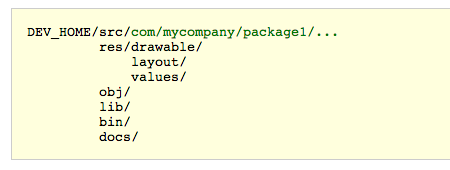 DEV_HOME/src/com/mycompany/package1/...
res/drawable/
layout/
values/
obj/
lib/
bin/
docs/